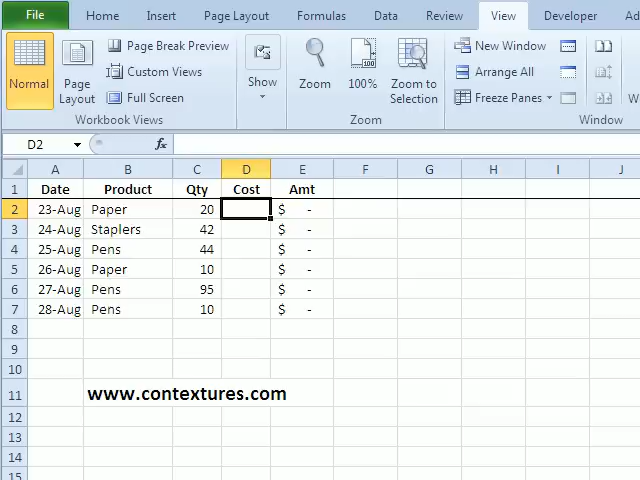 File Home Insert Page Layout Formulas Data Review View Developer Ad
Normal
Page Layout
Page Break Preview
Custom Views
Full Screen
Workbook Views
Show
Zoom
100%
Zoom to Selection
Zoom
New Window
Arrange All
Freeze Panes
Window
D2 fx
A B C D E F G H I J
1 Date Product Qty Cost Amt
2 23-Aug Paper 20 $ -
3 24-Aug Staplers 42 $ -
4 25-Aug Pens 44 $ -
5 26-Aug Paper 10 $ -
6 27-Aug Pens 95 $ -
7 28-Aug Pens 10 $ -
8
9
10
11 www.contextures.com
12
13
14
15